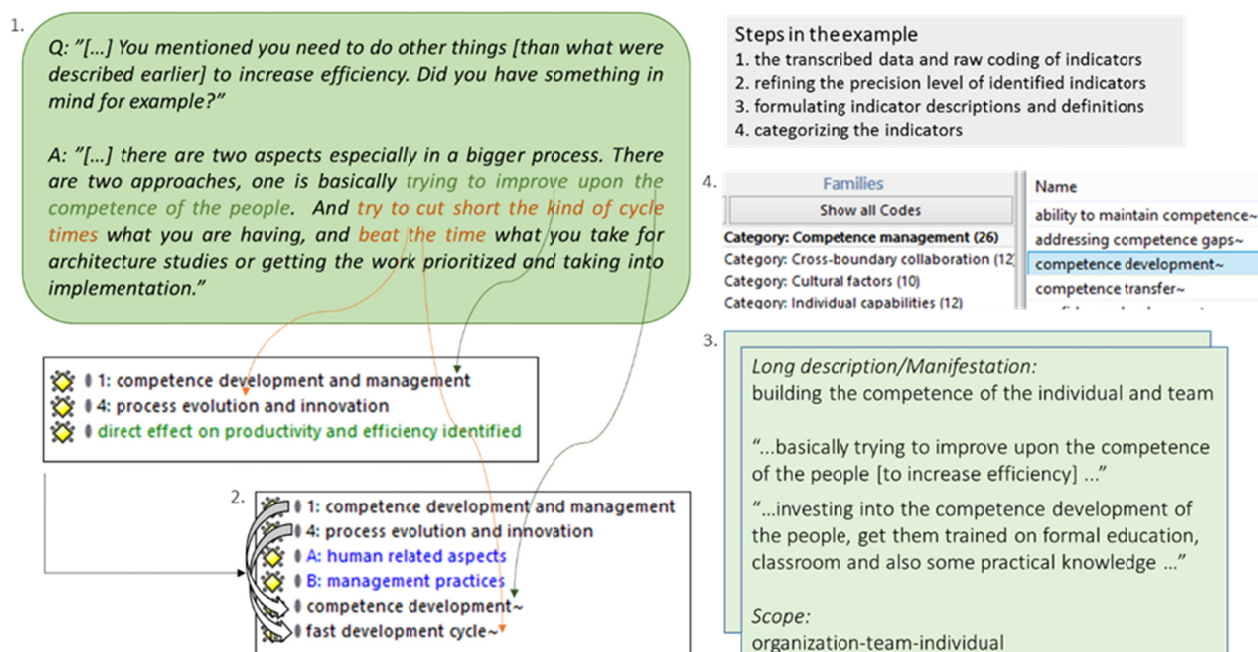 1.
Q: ”[…] You mentioned you need to do other things [than what were
described earlier] to increase efficiency. Did you have something in
mind for example?”
A: ”[…] there are two aspects especially in a bigger process. There
are two approaches, one is basically trying to improve upon the
competence of the people. And try to cut short the kind of cycle
times what you are having, and beat the time what you take for
architecture studies or getting the work prioritized and taking into
implementation.”
1: competence development and management
4: process evolution and innovation
direct effect on productivity and efficiency identified
2.
1: competence development and management
4: process evolution and innovation
A: human related aspects
B: management practices
competence development~
fast development cycle~
Steps in the example
1. the transcribed data and raw coding of indicators
2. refining the precision level of identified indicators
3. formulating indicator descriptions and definitions
4. categorizing the indicators
4.
Families
Show all Codes
Category: Competence management (26)
Category: Cross-boundary collaboration (12)
Category: Cultural factors (10)
Category: Individual capabilities (12)
Name
ability to maintain competence~
addressing competence gaps~
competence development~
competence transfer~
3.
Long description/Manifestation:
building the competence of the individual and team
“…basically trying to improve upon the competence
of the people [to increase efficiency] …”
“…investing into the competence development of
the people, get them trained on formal education,
classroom and also some practical knowledge …”
Scope:
organization-team-individual